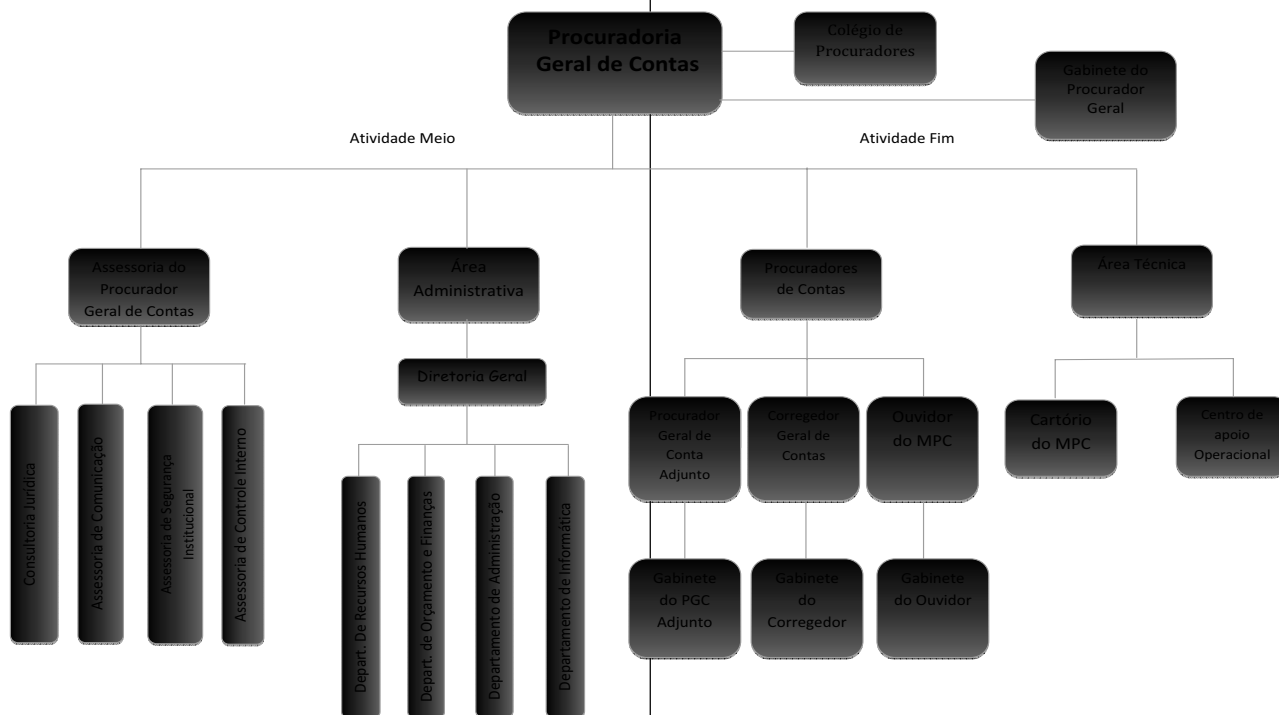 Procuradoria
Geral de Contas
Colégio de
Procuradores
Gabinete do
Procurador
Geral
Atividade Meio
Atividade Fim
Assessoria do
Procurador
Geral de Contas
Área
Administrativa
Procuradores
de Contas
Área Técnica
Diretoria Geral
Consultoria Jurídica
Assessoria de Comunicação
Assessoria de Segurança
Institucional
Assessoria de Controle Interno
Depart. De Recursos Humanos
Depart. de Orçamento e Finanças
Departamento de Administração
Departamento de Informática
Procurador
Geral de
Conta
Adjunto
Corregedor
Geral de
Contas
Ouvidor
do MPC
Cartório
do MPC
Centro de
apoio
Operacional
Gabinete
do PGC
Adjunto
Gabinete
do
Corregedor
Gabinete
do Ouvidor